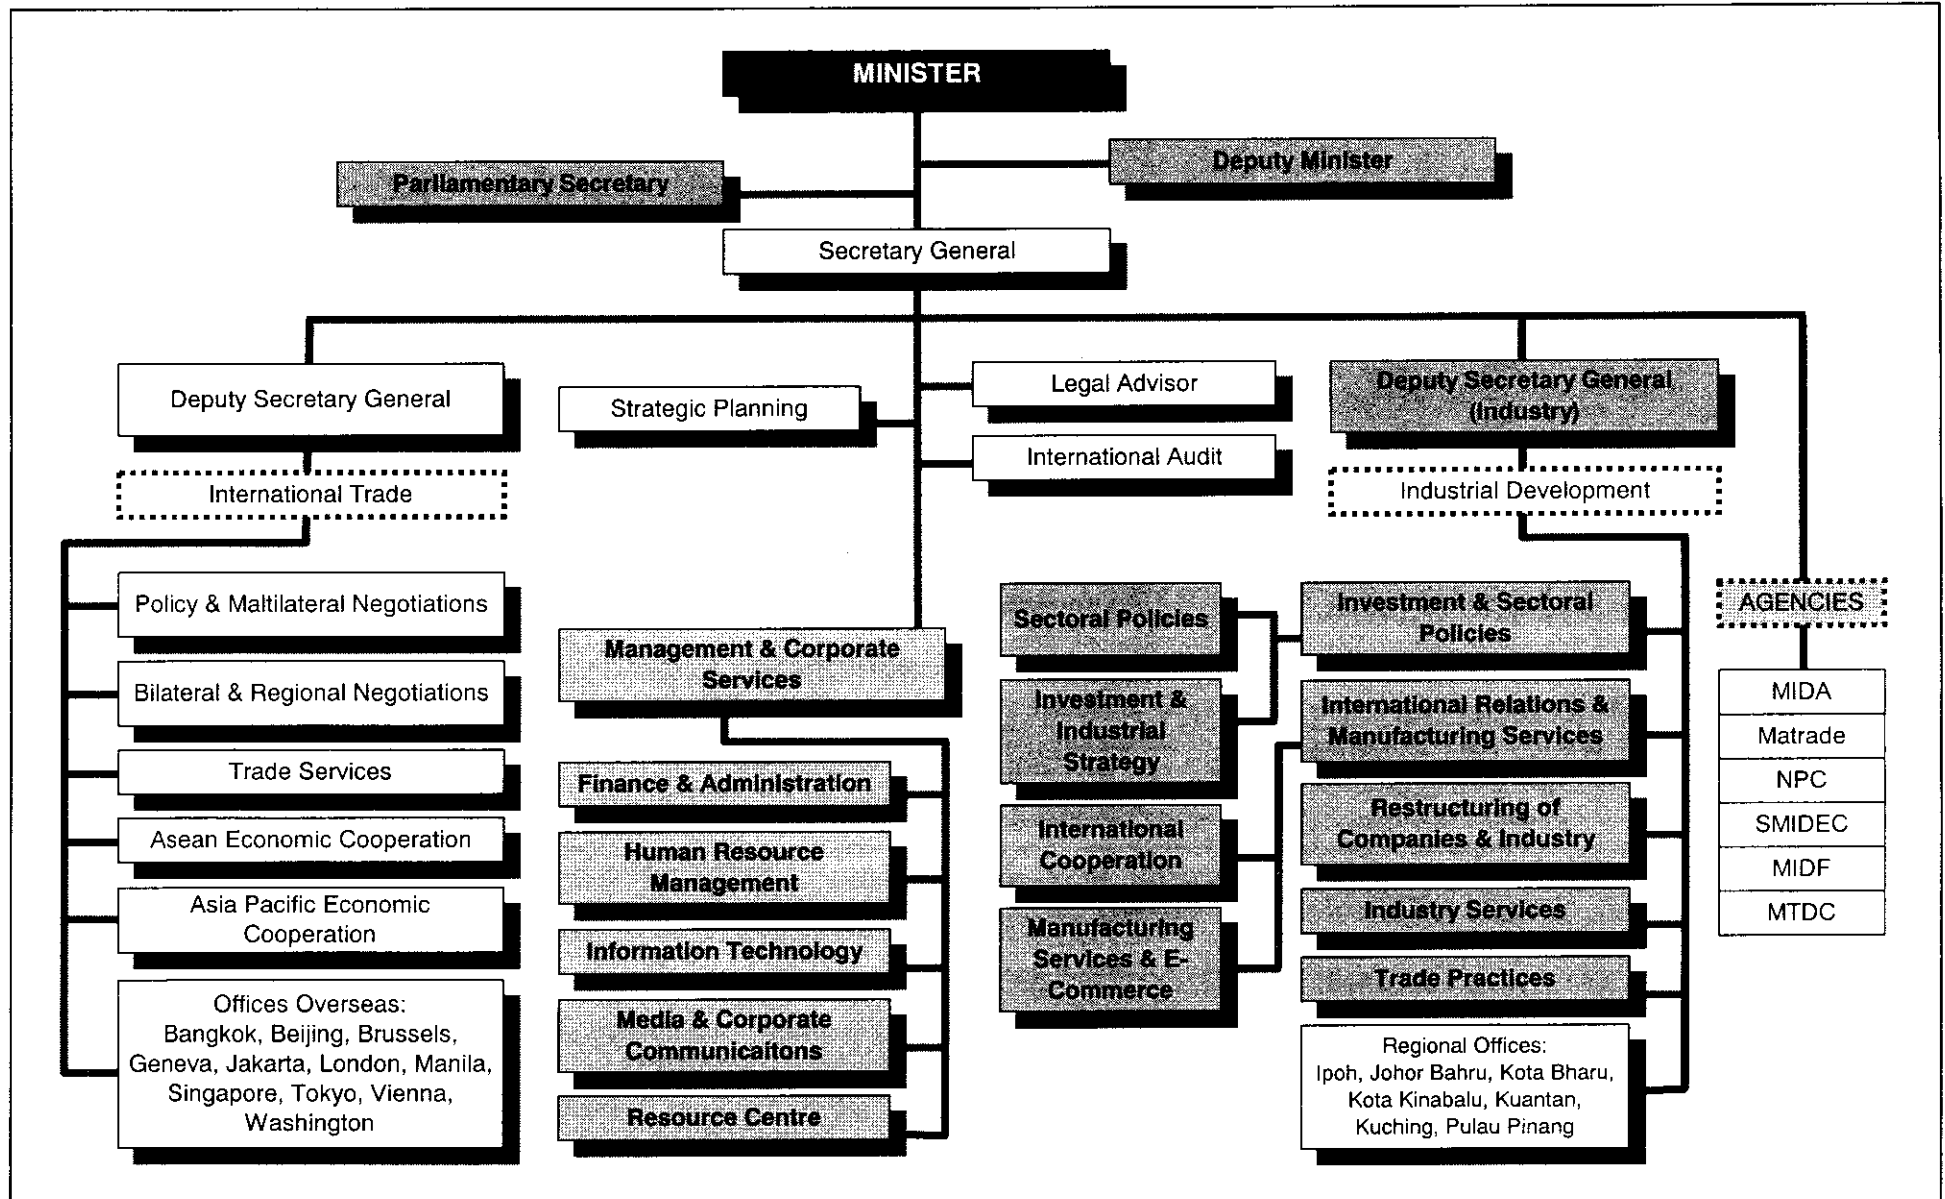 MINISTER
Deputy Minister
Parliamentary Secretary
Secretary General
Deputy Secretary General
Strategic Planning
Legal Advisor
International Audit
Deputy Secretary General
(Industry)
International Trade
Industrial Development
Policy & Maltilateral Negotiations
Bilateral & Regional Negotiations
Trade Services
Asean Economic Cooperation
Asia Pacific Economic
Cooperation
Offices Overseas:
Bangkok, Beijing, Brussels,
Geneva, Jakarta, London, Manila,
Singapore, Tokyo, Vienna,
Washington
Management & Corporate
Services
Finance & Administration
Human Resource
Management
Information Technology
Media & Corporate
Communicaitons
Resource Centre
Sectoral Policies
Investment &
Industrial
Strategy
International
Cooperation
Manufacturing
Services & E-
Commerce
Investment & Sectoral
Policies
International Relations &
Manufacturing Services
Restructuring of
Companies & Industry
Industry Services
Trade Practices
Regional Offices:
Ipoh, Johor Bahru, Kota Bharu,
Kota Kinabalu, Kuantan,
Kuching, Pulau Pinang
AGENCIES
MIDA
Matrade
NPC
SMIDEC
MIDF
MTDC